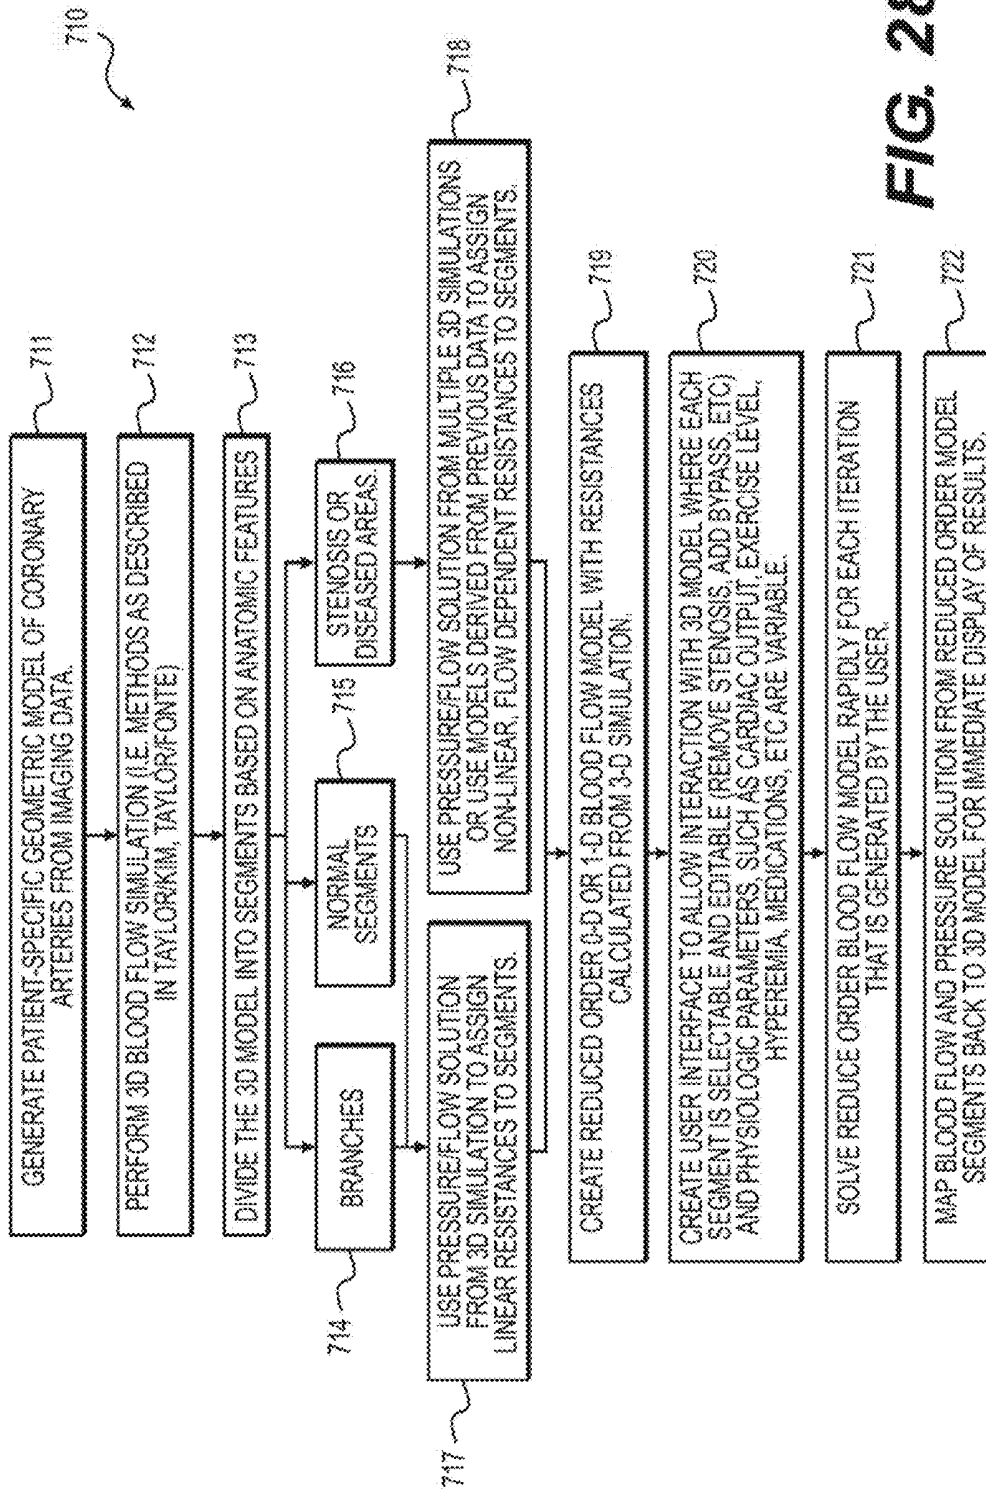 710
GENERATE PATIENT-SPECIFIC GEOMETRIC MODEL OF CORONARY
ARTERIES FROM IMAGING DATA.
711
PERFORM 3D BLOOD FLOW SIMULATION (I.E. METHODS AS DESCRIBED
IN TAYLOR/KIM, TAYLOR/FONTE)
712
DIVIDE THE 3D MODEL INTO SEGMENTS BASED ON ANATOMIC FEATURES
713
BRANCHES
714
NORMAL
SEGMENTS
715
STENOSIS OR
DISEASED AREAS.
716
USE PRESSURE/FLOW SOLUTION
FROM 3D SIMULATION TO ASSIGN
LINEAR RESISTANCES TO SEGMENTS.
717
USE PRESSURE/FLOW SOLUTION FROM MULTIPLE 3D SIMULATIONS
OR USE MODELS DERIVED FROM PREVIOUS DATA TO ASSIGN
NON-LINEAR, FLOW DEPENDENT RESISTANCES TO SEGMENTS.
718
CREATE REDUCED ORDER 0-D OR 1-D BLOOD FLOW MODEL WITH RESISTANCES
CALCULATED FROM 3-D SIMULATION.
719
CREATE USER INTERFACE TO ALLOW INTERACTION WITH 3D MODEL WHERE EACH
SEGMENT IS SELECTABLE AND EDITABLE (REMOVE STENOSIS, ADD BYPASS, ETC)
AND PHYSIOLOGIC PARAMETERS, SUCH AS CARDIAC OUTPUT, EXERCISE LEVEL,
HYPEREMIA, MEDICATIONS, ETC ARE VARIABLE.
720
SOLVE REDUCE ORDER BLOOD FLOW MODEL RAPIDLY FOR EACH ITERATION
THAT IS GENERATED BY THE USER.
721
MAP BLOOD FLOW AND PRESSURE SOLUTION FROM REDUCED ORDER MODEL
SEGMENTS BACK TO 3D MODEL FOR IMMEDIATE DISPLAY OF RESULTS.
722
FIG. 28